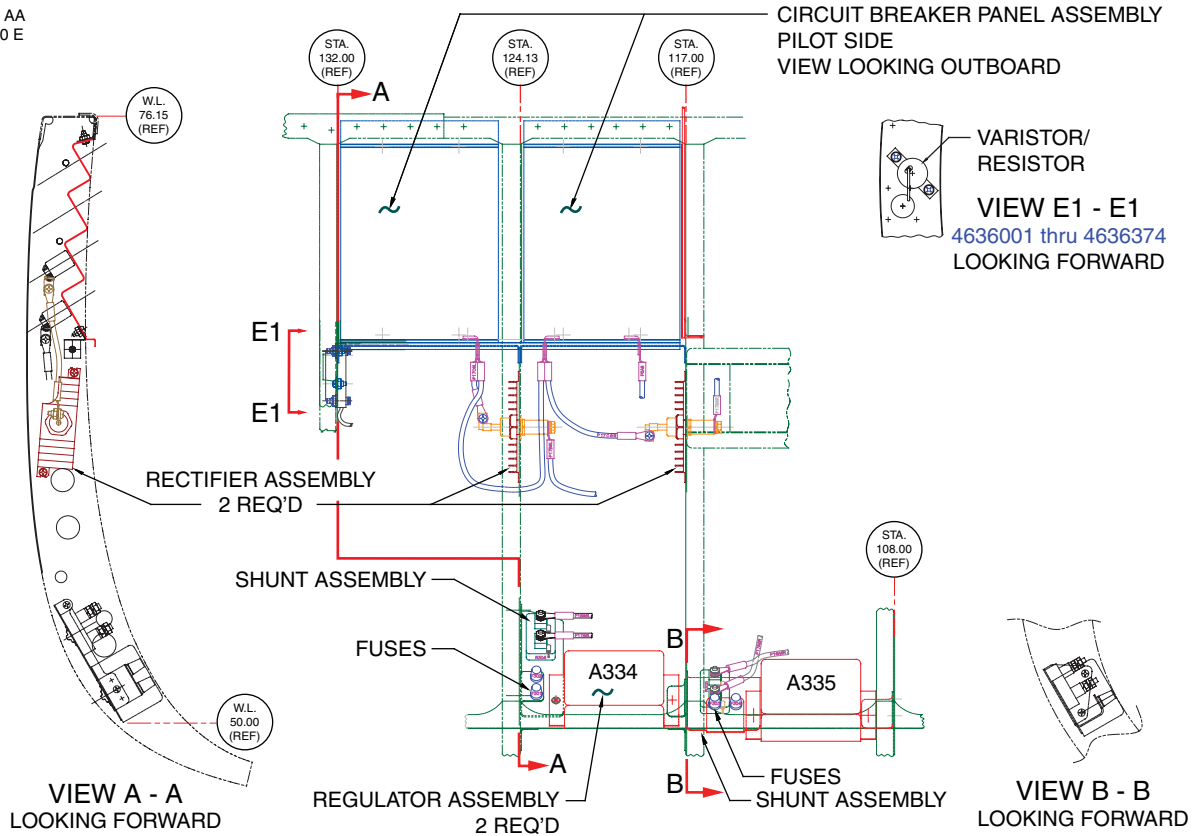 AA
0 E
STA.
132.00
(REF)
STA.
124.13
(REF)
STA.
117.00
(REF)
CIRCUIT BREAKER PANEL ASSEMBLY
PILOT SIDE
VIEW LOOKING OUTBOARD
A
W.L.
76.15
(REF)
VARISTOR/
RESISTOR
VIEW E1 - E1
4636001 thru 4636374
LOOKING FORWARD
E1
E1
RECTIFIER ASSEMBLY
2 REQ'D
STA.
108.00
(REF)
SHUNT ASSEMBLY
FUSES
B
A334
A335
W.L.
50.00
(REF)
A
B
FUSES
SHUNT ASSEMBLY
REGULATOR ASSEMBLY
2 REQ'D
VIEW A - A
LOOKING FORWARD
VIEW B - B
LOOKING FORWARD